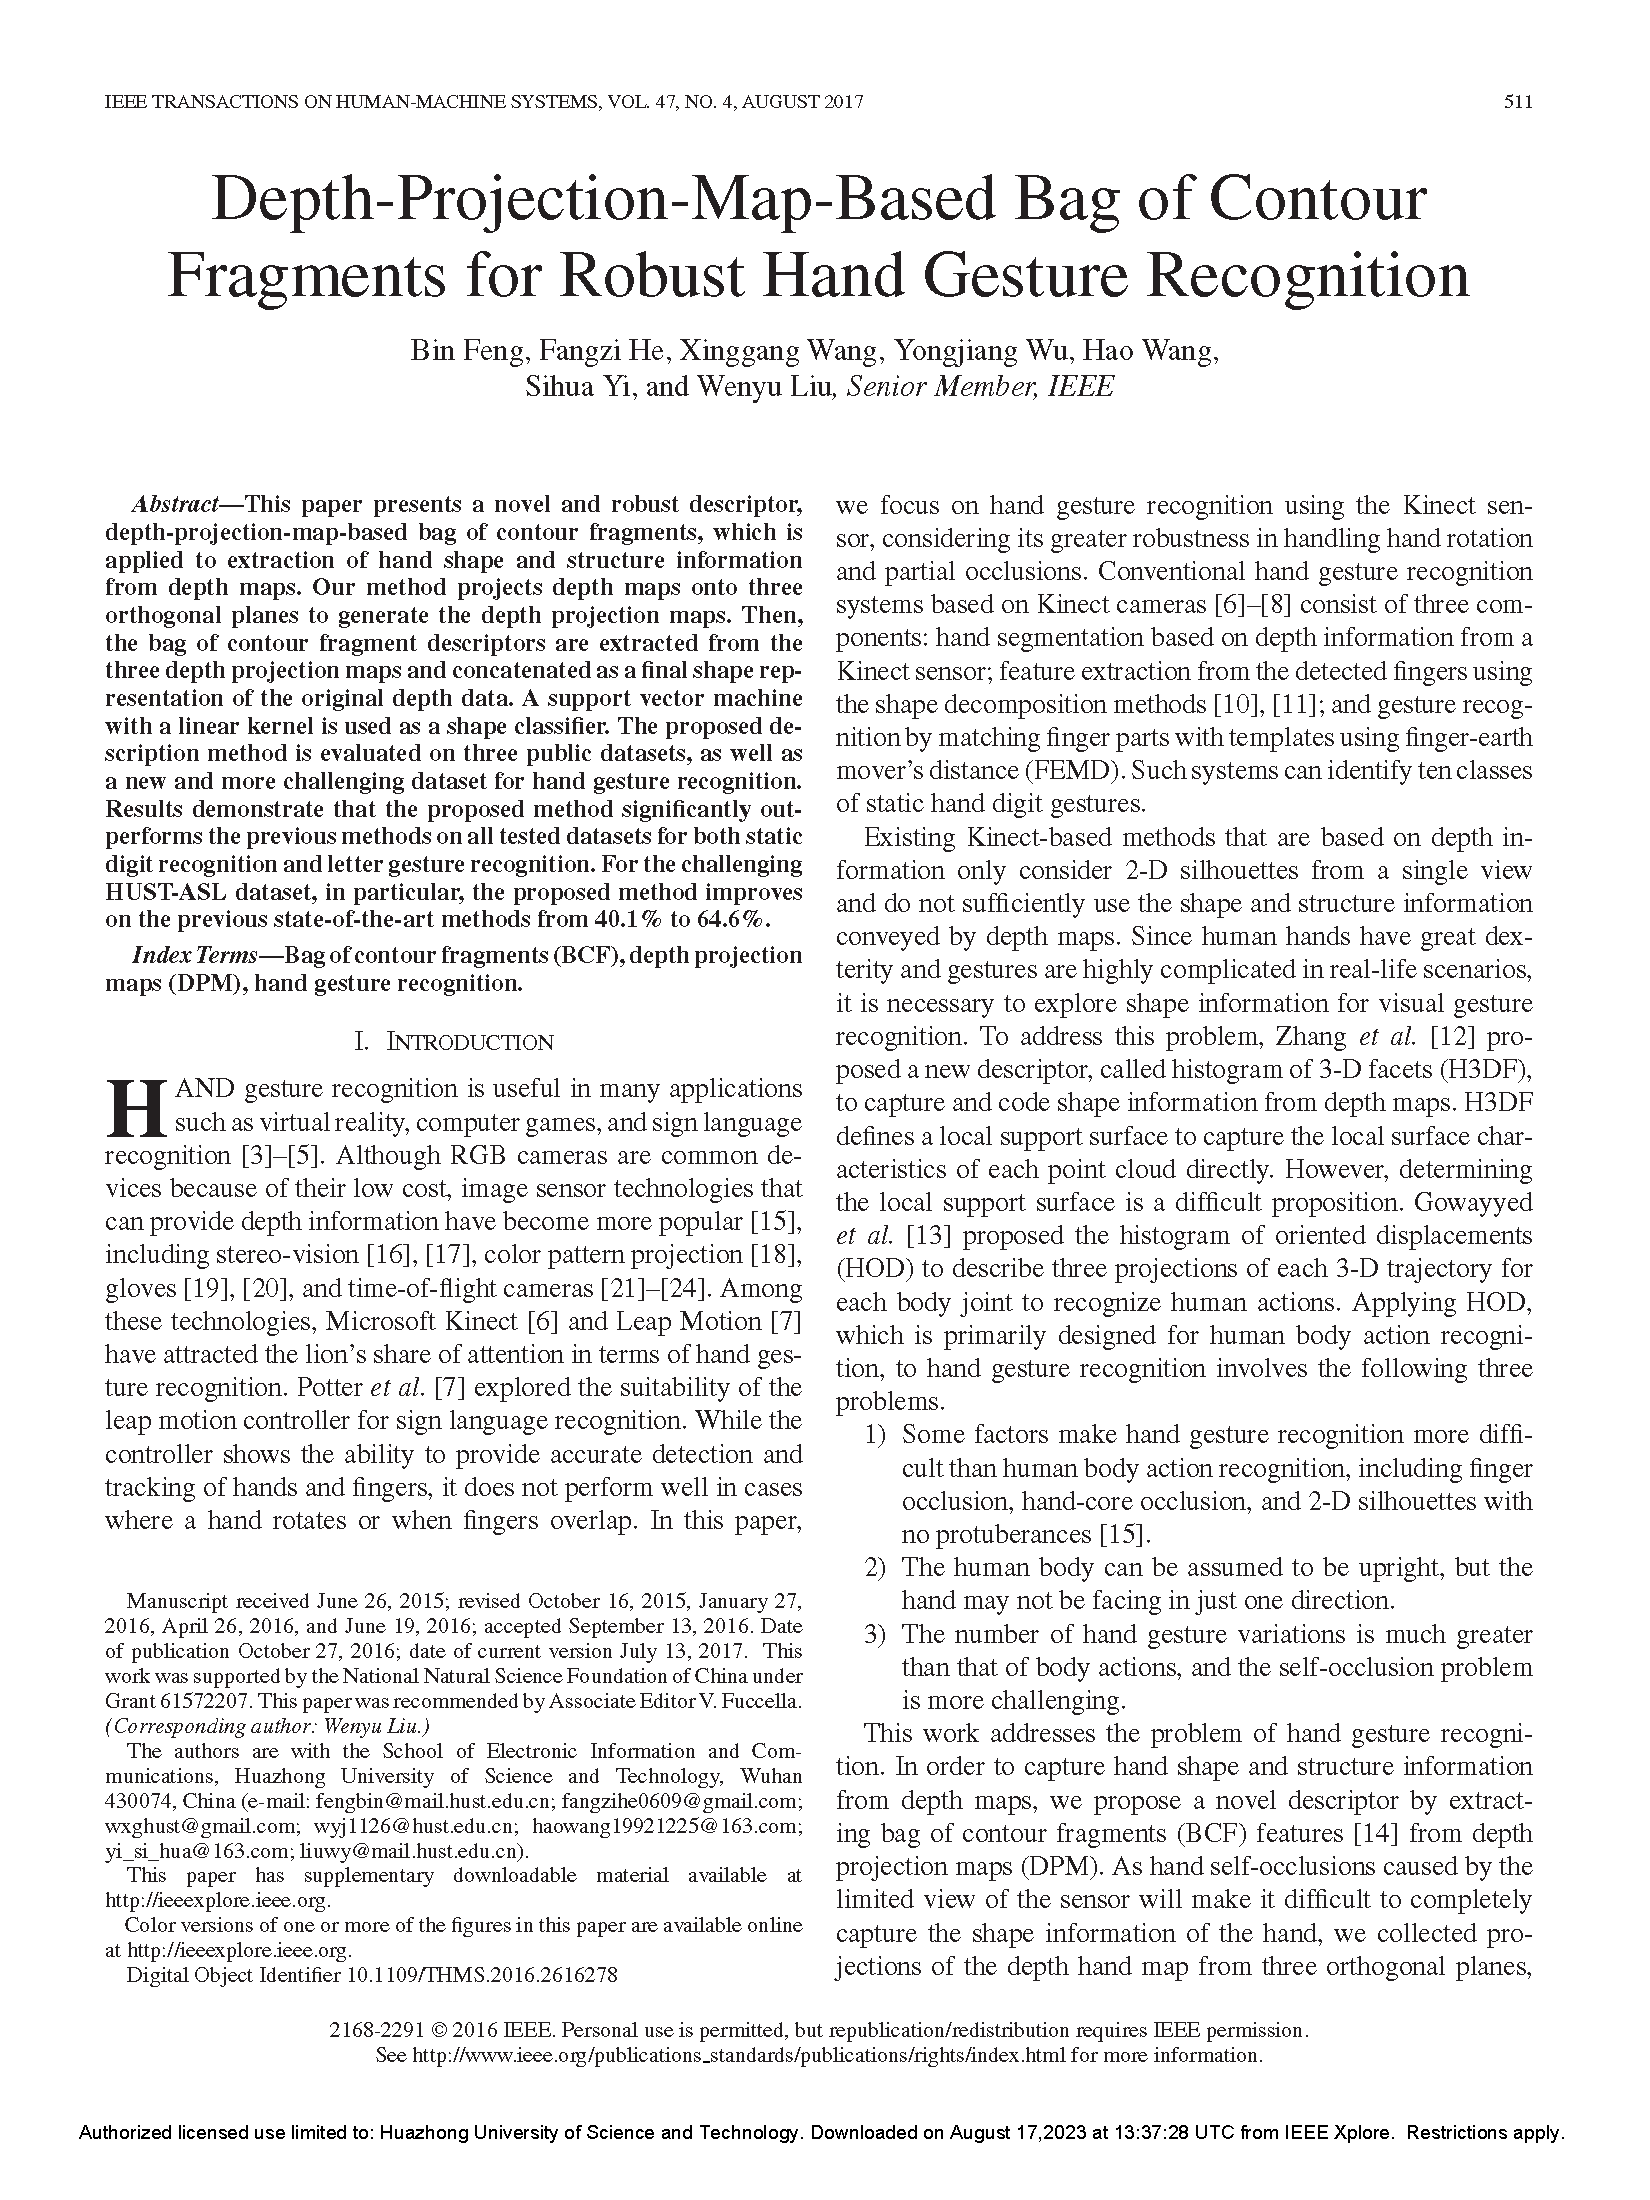 IEEE TRANSACTIONS ON HUMAN-MACHINE SYSTEMS, VOL. 47, NO. 4, AUGUST 2017
511
Depth-Projection-Map-Based Bag of Contour
Fragments for Robust Hand Gesture Recognition
Bin Feng, Fangzi He, Xinggang Wang, Yongjiang Wu, Hao Wang,
Sihua Yi, and Wenyu Liu, Senior Member, IEEE
Abstract—This paper presents a novel and robust descriptor,
depth-projection-map-based bag of contour fragments, which is
applied to extraction of hand shape and structure information
from depth maps. Our method projects depth maps onto three
orthogonal planes to generate the depth projection maps. Then,
the bag of contour fragment descriptors are extracted from the
three depth projection maps and concatenated as a final shape rep-
resentation of the original depth data. A support vector machine
with a linear kernel is used as a shape classifier. The proposed de-
scription method is evaluated on three public datasets, as well as
a new and more challenging dataset for hand gesture recognition.
Results demonstrate that the proposed method significantly out-
performs the previous methods on all tested datasets for both static
digit recognition and letter gesture recognition. For the challenging
HUST-ASL dataset, in particular, the proposed method improves
on the previous state-of-the-art methods from 40.1% to 64.6%.
Index Terms—Bag of contour fragments (BCF), depth projection
maps (DPM), hand gesture recognition.
I. INTRODUCTION
HAND gesture recognition is useful in many applications
such as virtual reality, computer games, and sign language
recognition [3]–[5]. Although RGB cameras are common de-
vices because of their low cost, image sensor technologies that
can provide depth information have become more popular [15],
including stereo-vision [16], [17], color pattern projection [18],
gloves [19], [20], and time-of-flight cameras [21]–[24]. Among
these technologies, Microsoft Kinect [6] and Leap Motion [7]
have attracted the lion's share of attention in terms of hand ges-
ture recognition. Potter et al. [7] explored the suitability of the
leap motion controller for sign language recognition. While the
controller shows the ability to provide accurate detection and
tracking of hands and fingers, it does not perform well in cases
where a hand rotates or when fingers overlap. In this paper,
Manuscript received June 26, 2015; revised October 16, 2015, January 27,
2016, April 26, 2016, and June 19, 2016; accepted September 13, 2016. Date
of publication October 27, 2016; date of current version July 13, 2017. This
work was supported by the National Natural Science Foundation of China under
Grant 61572207. This paper was recommended by Associate Editor V. Fuccella.
(Corresponding author: Wenyu Liu.)
The authors are with the School of Electronic Information and Com-
munications, Huazhong University of Science and Technology, Wuhan
430074, China (e-mail: fengbin@mail.hust.edu.cn; fangzihe0609@gmail.com;
wxghust@gmail.com; wyj1126@hust.edu.cn; haowang19921225@163.com;
yi_si_hua@163.com; liuwy@mail.hust.edu.cn).
This paper has supplementary downloadable material available at
http://ieeexplore.ieee.org.
Color versions of one or more of the figures in this paper are available online
at http://ieeexplore.ieee.org.
Digital Object Identifier 10.1109/THMS.2016.2616278
we focus on hand gesture recognition using the Kinect sen-
sor, considering its greater robustness in handling hand rotation
and partial occlusions. Conventional hand gesture recognition
systems based on Kinect cameras [6]–[8] consist of three com-
ponents: hand segmentation based on depth information from a
Kinect sensor; feature extraction from the detected fingers using
the shape decomposition methods [10], [11]; and gesture recog-
nition by matching finger parts with templates using finger-earth
mover's distance (FEMD). Such systems can identify ten classes
of static hand digit gestures.
Existing Kinect-based methods that are based on depth in-
formation only consider 2-D silhouettes from a single view
and do not sufficiently use the shape and structure information
conveyed by depth maps. Since human hands have great dex-
terity and gestures are highly complicated in real-life scenarios,
it is necessary to explore shape information for visual gesture
recognition. To address this problem, Zhang et al. [12] pro-
posed a new descriptor, called histogram of 3-D facets (H3DF),
to capture and code shape information from depth maps. H3DF
defines a local support surface to capture the local surface char-
acteristics of each point cloud directly. However, determining
the local support surface is a difficult proposition. Gowayyed
et al. [13] proposed the histogram of oriented displacements
(HOD) to describe three projections of each 3-D trajectory for
each body joint to recognize human actions. Applying HOD,
which is primarily designed for human body action recogni-
tion, to hand gesture recognition involves the following three
problems.
1) Some factors make hand gesture recognition more diffi-
cult than human body action recognition, including finger
occlusion, hand-core occlusion, and 2-D silhouettes with
no protuberances [15].
2) The human body can be assumed to be upright, but the
hand may not be facing in just one direction.
3) The number of hand gesture variations is much greater
than that of body actions, and the self-occlusion problem
is more challenging.
This work addresses the problem of hand gesture recogni-
tion. In order to capture hand shape and structure information
from depth maps, we propose a novel descriptor by extract-
ing bag of contour fragments (BCF) features [14] from depth
projection maps (DPM). As hand self-occlusions caused by the
limited view of the sensor will make it difficult to completely
capture the shape information of the hand, we collected pro-
jections of the depth hand map from three orthogonal planes,
2168-2291 © 2016 IEEE. Personal use is permitted, but republication/redistribution requires IEEE permission.
See http://www.ieee.org/publications_standards/publications/rights/index.html for more information.
Authorized licensed use limited to: Huazhong University of Science and Technology. Downloaded on August 17,2023 at 13:37:28 UTC from IEEE Xplore. Restrictions apply.